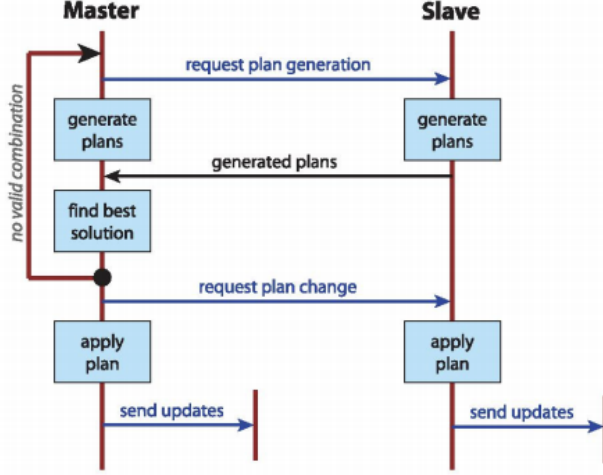 Master
Slave
request plan generation
generate
plans
generate
plans
no valid combination
generated plans
find best
solution
request plan change
apply
plan
apply
plan
send updates
send updates